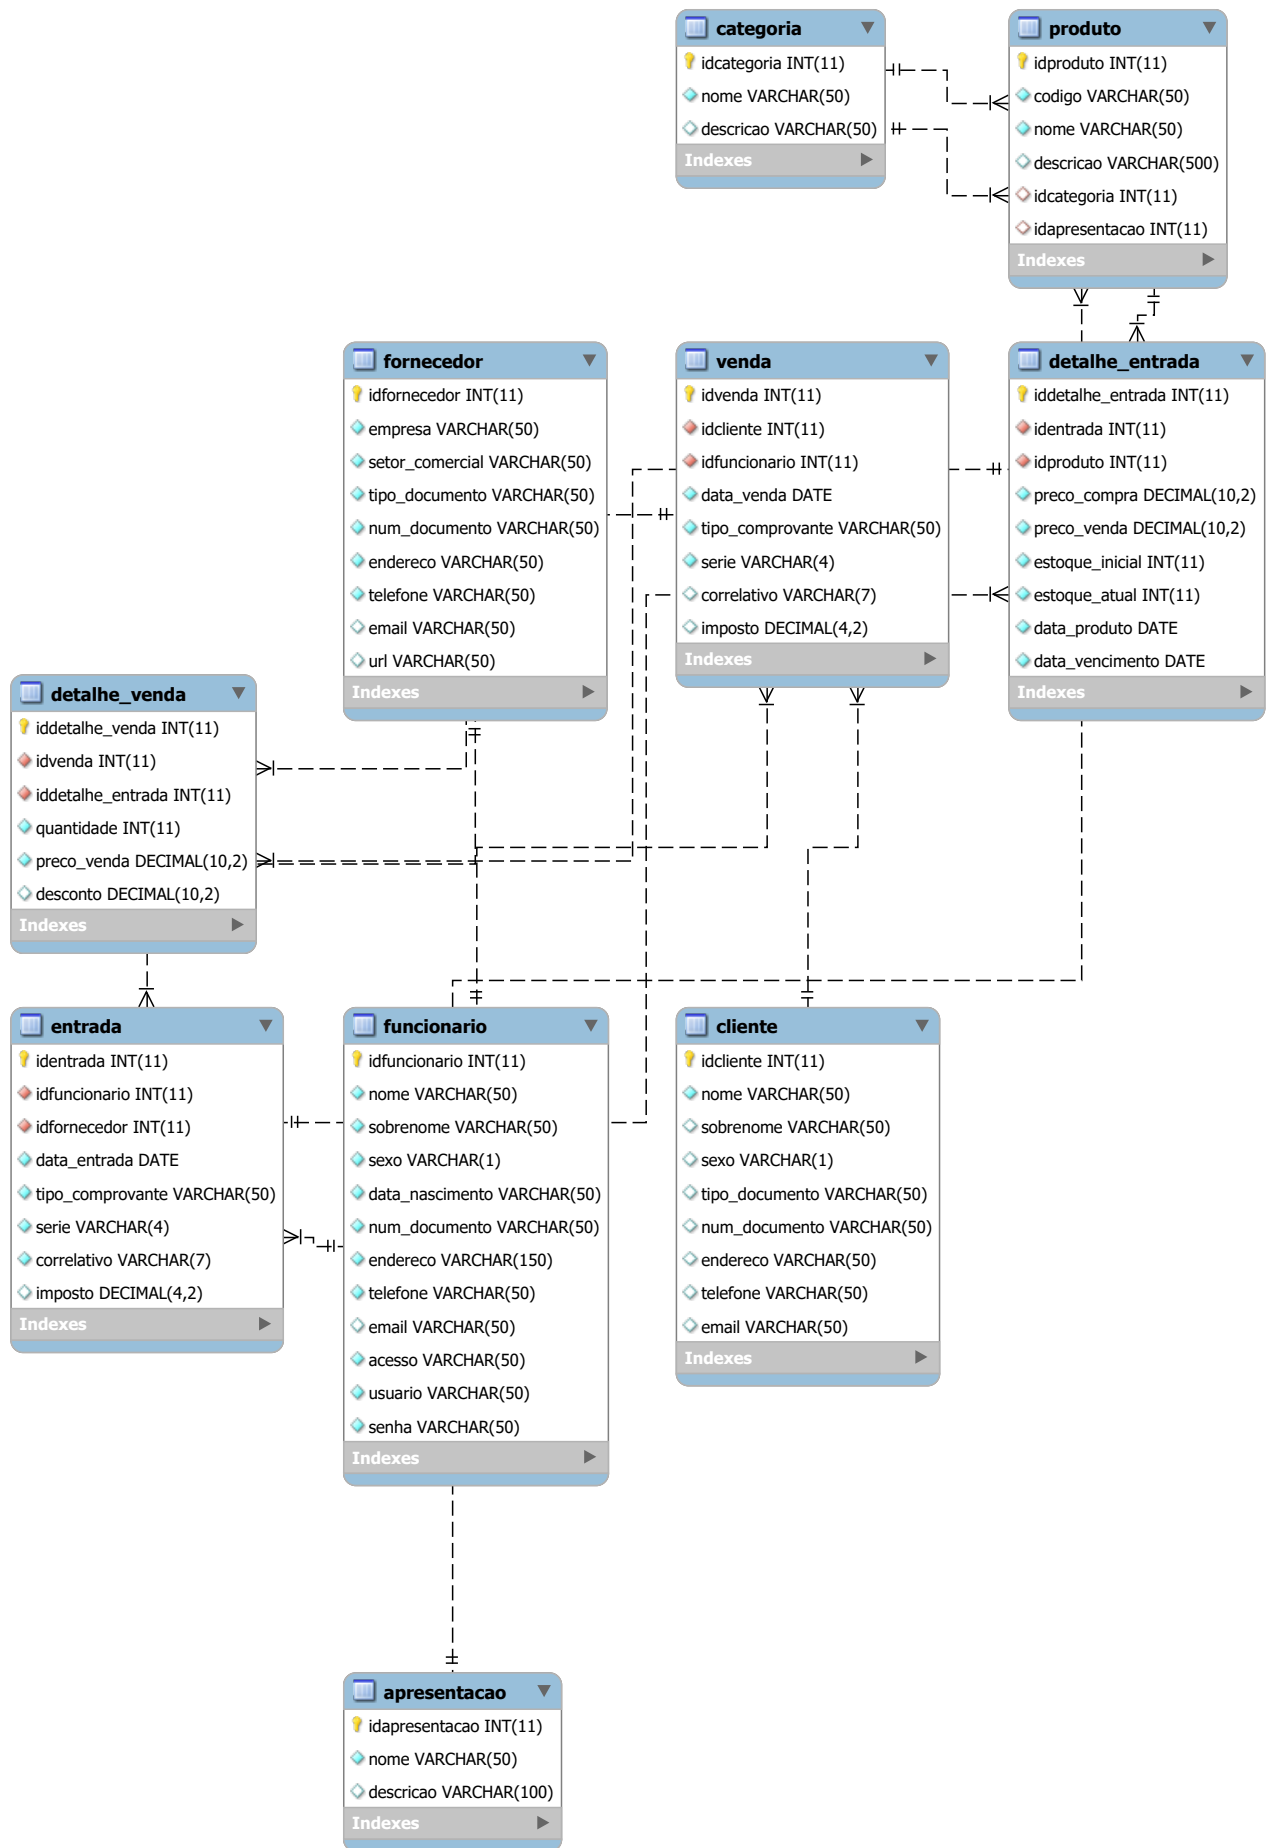 categoria
idcategoria INT(11)
nome VARCHAR(50)
descricao VARCHAR(50)
Indexes
produto
idproduto INT(11)
codigo VARCHAR(50)
nome VARCHAR(50)
descricao VARCHAR(500)
idcategoria INT(11)
idapresentacao INT(11)
Indexes
fornecedor
idfornecedor INT(11)
empresa VARCHAR(50)
setor_comercial VARCHAR(50)
tipo_documento VARCHAR(50)
num_documento VARCHAR(50)
endereco VARCHAR(50)
telefone VARCHAR(50)
email VARCHAR(50)
url VARCHAR(50)
Indexes
venda
idvenda INT(11)
idcliente INT(11)
idfuncionario INT(11)
data_venda DATE
tipo_comprovante VARCHAR(50)
serie VARCHAR(4)
correlativo VARCHAR(7)
imposto DECIMAL(4,2)
Indexes
detalhe_entrada
iddetalhe_entrada INT(11)
identrada INT(11)
idproduto INT(11)
preco_compra DECIMAL(10,2)
preco_venda DECIMAL(10,2)
estoque_inicial INT(11)
estoque_atual INT(11)
data_produto DATE
data_vencimento DATE
Indexes
detalhe_venda
iddetalhe_venda INT(11)
idvenda INT(11)
iddetalhe_entrada INT(11)
quantidade INT(11)
preco_venda DECIMAL(10,2)
desconto DECIMAL(10,2)
Indexes
entrada
identrada INT(11)
idfuncionario INT(11)
idfornecedor INT(11)
data_entrada DATE
tipo_comprovante VARCHAR(50)
serie VARCHAR(4)
correlativo VARCHAR(7)
imposto DECIMAL(4,2)
Indexes
funcionario
idfuncionario INT(11)
nome VARCHAR(50)
sobrenome VARCHAR(50)
sexo VARCHAR(1)
data_nascimento VARCHAR(50)
num_documento VARCHAR(50)
endereco VARCHAR(150)
telefone VARCHAR(50)
email VARCHAR(50)
acesso VARCHAR(50)
usuario VARCHAR(50)
senha VARCHAR(50)
Indexes
cliente
idcliente INT(11)
nome VARCHAR(50)
sobrenome VARCHAR(50)
sexo VARCHAR(1)
tipo_documento VARCHAR(50)
num_documento VARCHAR(50)
endereco VARCHAR(50)
telefone VARCHAR(50)
email VARCHAR(50)
Indexes
apresentacao
idapresentacao INT(11)
nome VARCHAR(50)
descricao VARCHAR(100)
Indexes